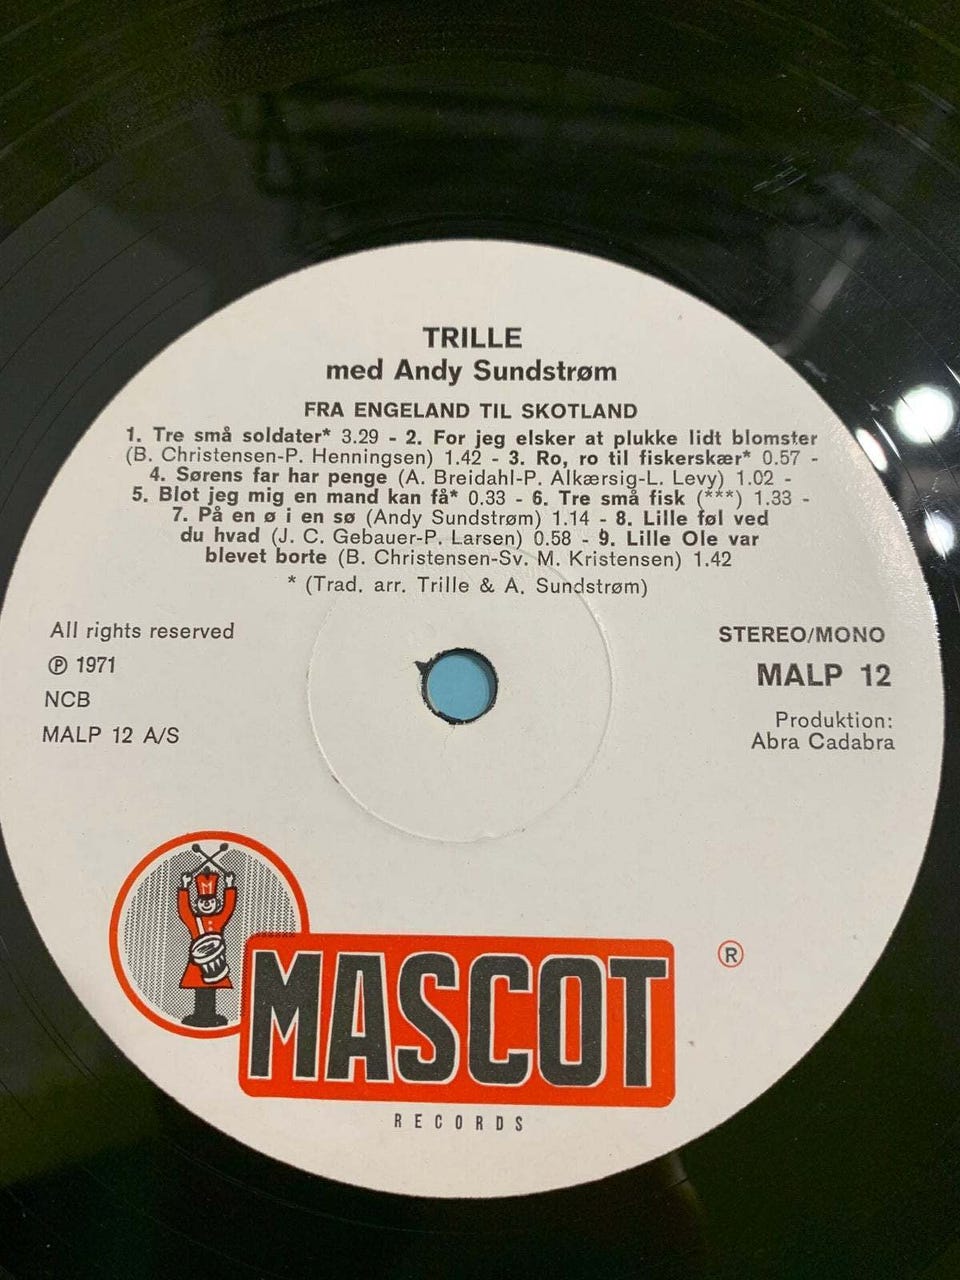 TRILLE
med Andy Sundstrøm
FRA ENGELAND TIL SKOTLAND
1. Tre små soldater* 3.29 - 2. For jeg elsker at plukke lidt blomster
(B. Christensen-P. Henningsen) 1.42 - 3. Ro, ro til fiskerskær* 0.57 -
4. Sørens far har penge (A. Breidahl-P. Alkærsig-L. Levy) 1.02 -
5. Blot jeg mig en mand kan få* 0.33 - 6. Tre små fisk (***) 1.33 -
7. På en ø i en sø (Andy Sundstrøm) 1.14 - 8. Lille føl ved
du hvad (J. C. Gebauer-P. Larsen) 0.58 - 9. Lille Ole var
blevet borte (B. Christensen-Sv. M. Kristensen) 1.42
* (Trad. arr. Trille & A. Sundstrøm)
All rights reserved
℗ 1971
NCB
MALP 12 A/S
STEREO/MONO
MALP 12
Produktion:
Abra Cadabra
M
MASCOT
®
RECORDS